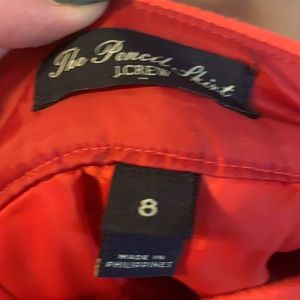 The Pencil Skirt
J.CREW
8
MADE IN
PHILIPPINES